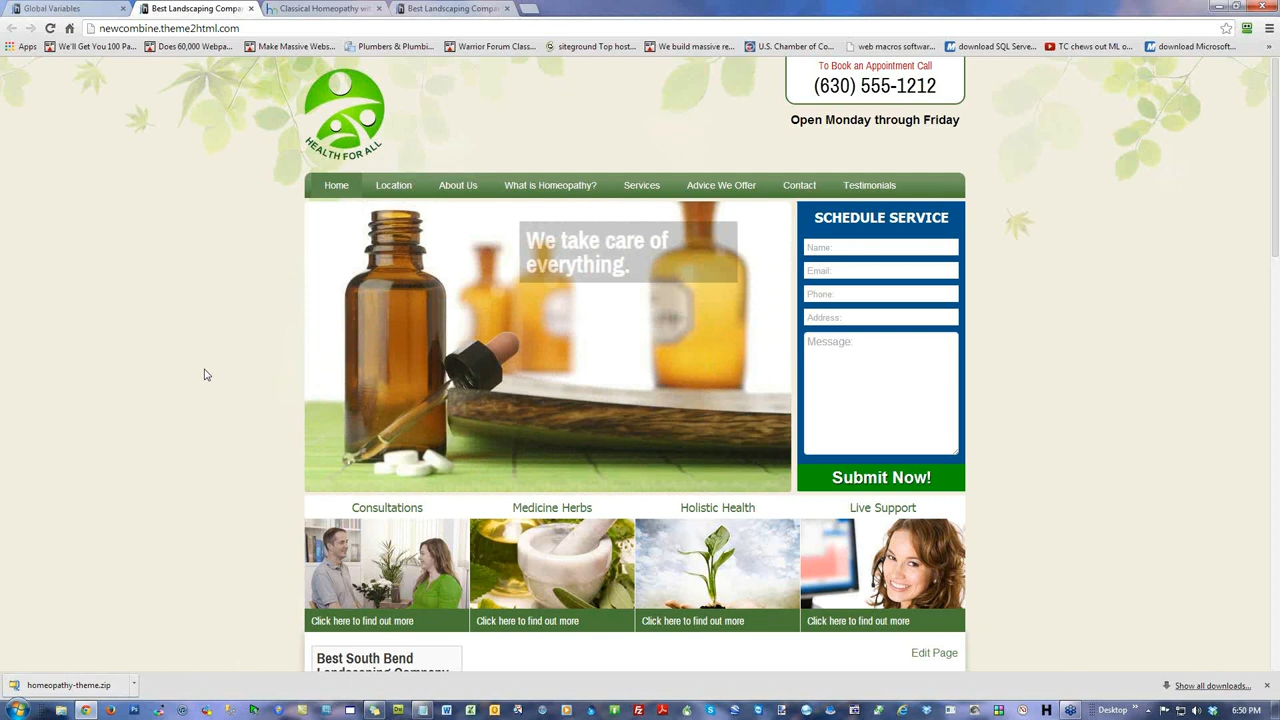 Global Variables
Best Landscaping Compa
Classical Homeopathy wit
Best Landscaping Compan
newcombine.theme2html.com
Apps
We'll Get You 100 Pa...
Does 60,000 Webpa...
Make Massive Webs...
Plumbers & Plumbi...
Warrior Forum Class...
siteground Top host...
We build massive re...
U.S. Chamber of Co...
web macros softwar...
download SQL Serve...
TC chews out ML o...
download Microsoft...
To Book an Appointment Call
(630) 555-1212
Open Monday through Friday
HEALTH FOR ALL
Home
Location
About Us
What is Homeopathy?
Services
Advice We Offer
Contact
Testimonials
We take care of
everything.
SCHEDULE SERVICE
Name:
Email:
Phone:
Address:
Message:
Submit Now!
Consultations
Medicine Herbs
Holistic Health
Live Support
Click here to find out more
Click here to find out more
Click here to find out more
Click here to find out more
Best South Bend
Landscaping Company
Edit Page
homeopathy-theme.zip
Show all downloads...
Desktop
6:50 PM